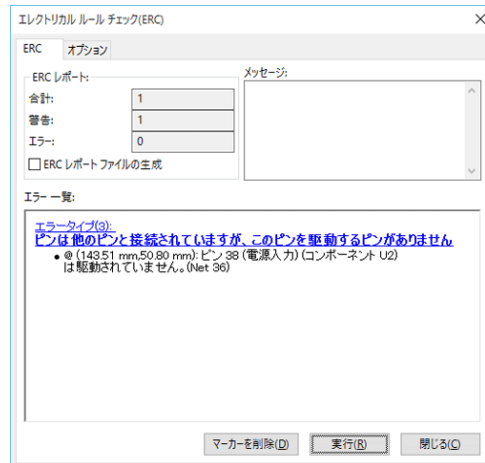 エレクトリカル ルール チェック(ERC)
ERC オプション
ERC レポート:
メッセージ:
合計: 1
警告: 1
エラー: 0
ERC レポート ファイルの生成
エラー 一覧:
エラータイプ(3):
ピンは他のピンと接続されていますが、このピンを駆動するピンがありません
• @ (143.51 mm,50.80 mm): ピン 38 (電源入力) (コンポーネント U2)
は駆動されていません。(Net 36)
マーカーを削除(D) 実行(R) 閉じる(C)